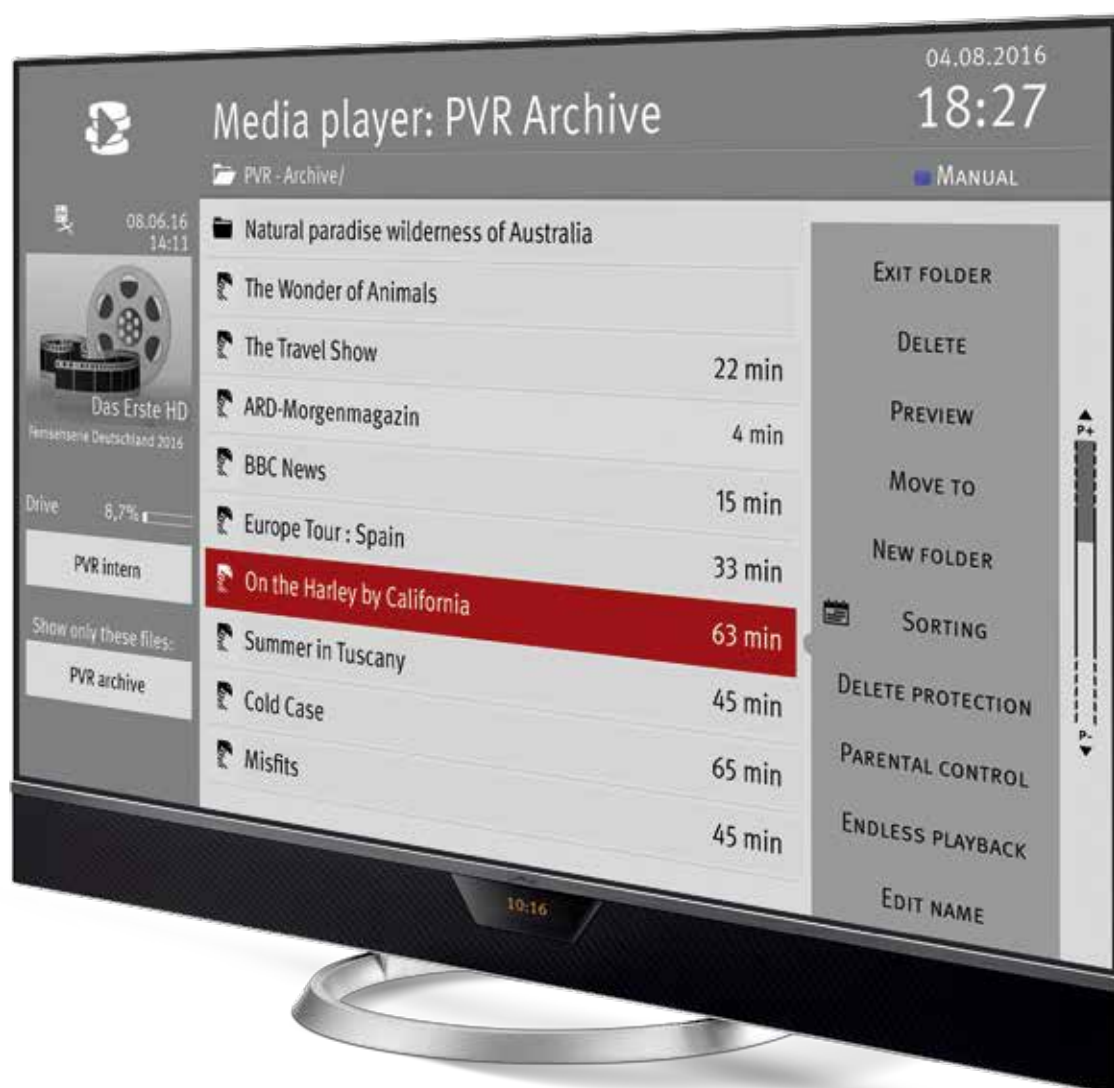 04.08.2016
Media player: PVR Archive
18:27
PVR - Archive/
MANUAL
08.06.16
14:11
Das Erste HD
Fernsehserie Deutschland 2016
Drive 8,7%
PVR intern
Show only these files:
PVR archive
Natural paradise wilderness of Australia
The Wonder of Animals
The Travel Show 22 min
ARD-Morgenmagazin 4 min
BBC News 15 min
Europe Tour : Spain 33 min
On the Harley by California 63 min
Summer in Tuscany 45 min
Cold Case 65 min
Misfits 45 min
EXIT FOLDER
DELETE
PREVIEW
MOVE TO
NEW FOLDER
SORTING
DELETE PROTECTION
PARENTAL CONTROL
ENDLESS PLAYBACK
EDIT NAME
P+
P-
10:16